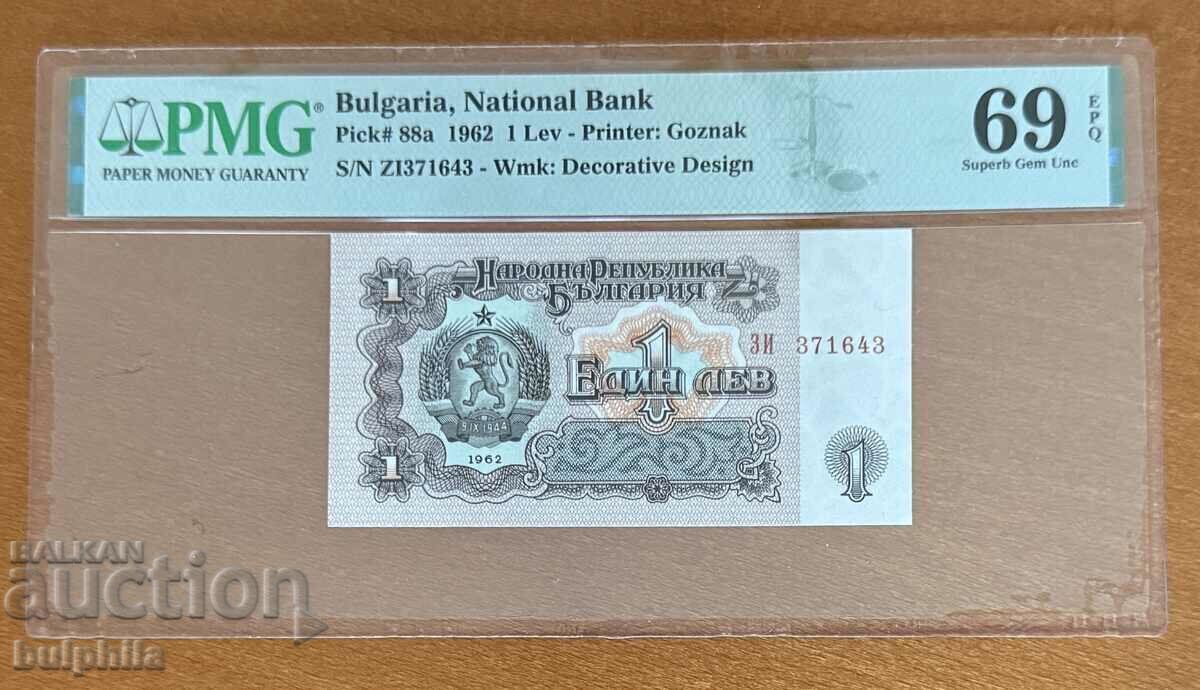 PMG®
PAPER MONEY GUARANTY
Bulgaria, National Bank
Pick# 88a 1962 1 Lev - Printer: Goznak
S/N ZI371643 - Wmk: Decorative Design
69 EPQ
Superb Gem Unc
1
НАРОДНА РЕПУБЛИКА
БЪЛГАРИЯ
1
ЗИ 371643
ЕДИН ЛЕВ
9.IX.1944
1962
1
1
BALKAN
auction
bulphila